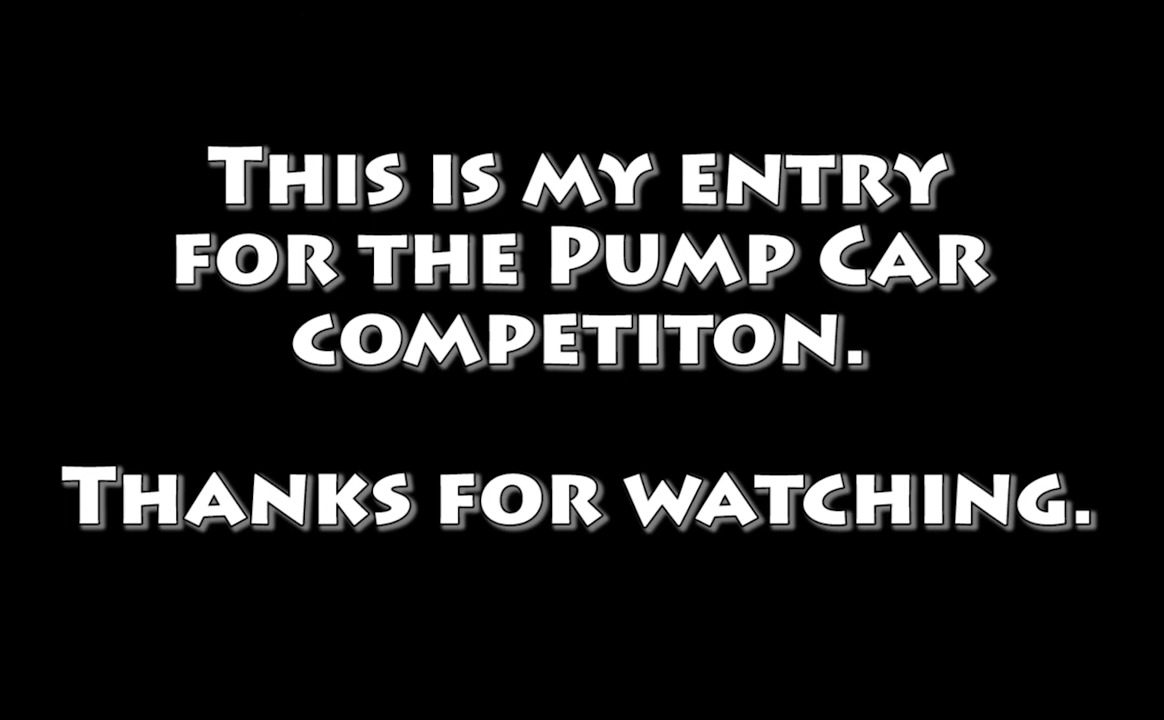 This is my entry
for the Pump Car
competiton.
Thanks for watching.